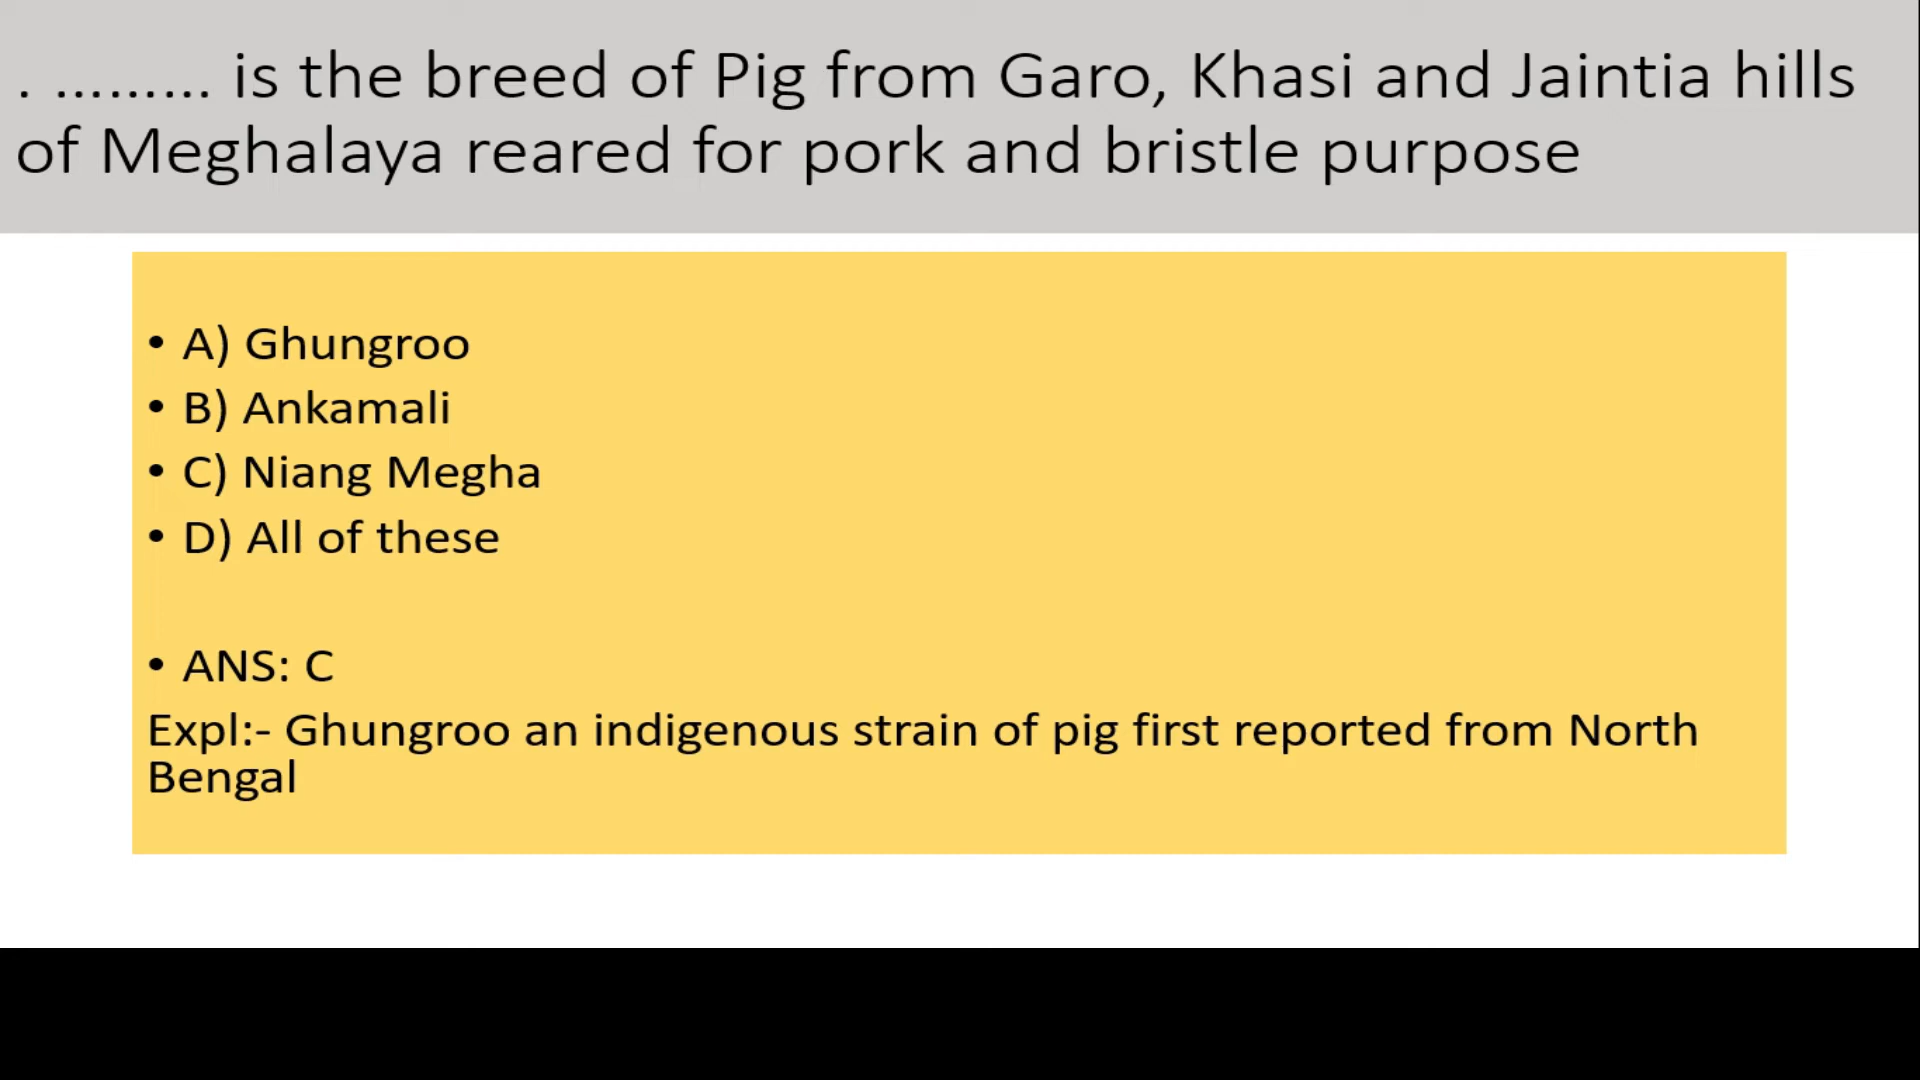 . ......... is the breed of Pig from Garo, Khasi and Jaintia hills
of Meghalaya reared for pork and bristle purpose
• A) Ghungroo
• B) Ankamali
• C) Niang Megha
• D) All of these
• ANS: C
Expl:- Ghungroo an indigenous strain of pig first reported from North
Bengal